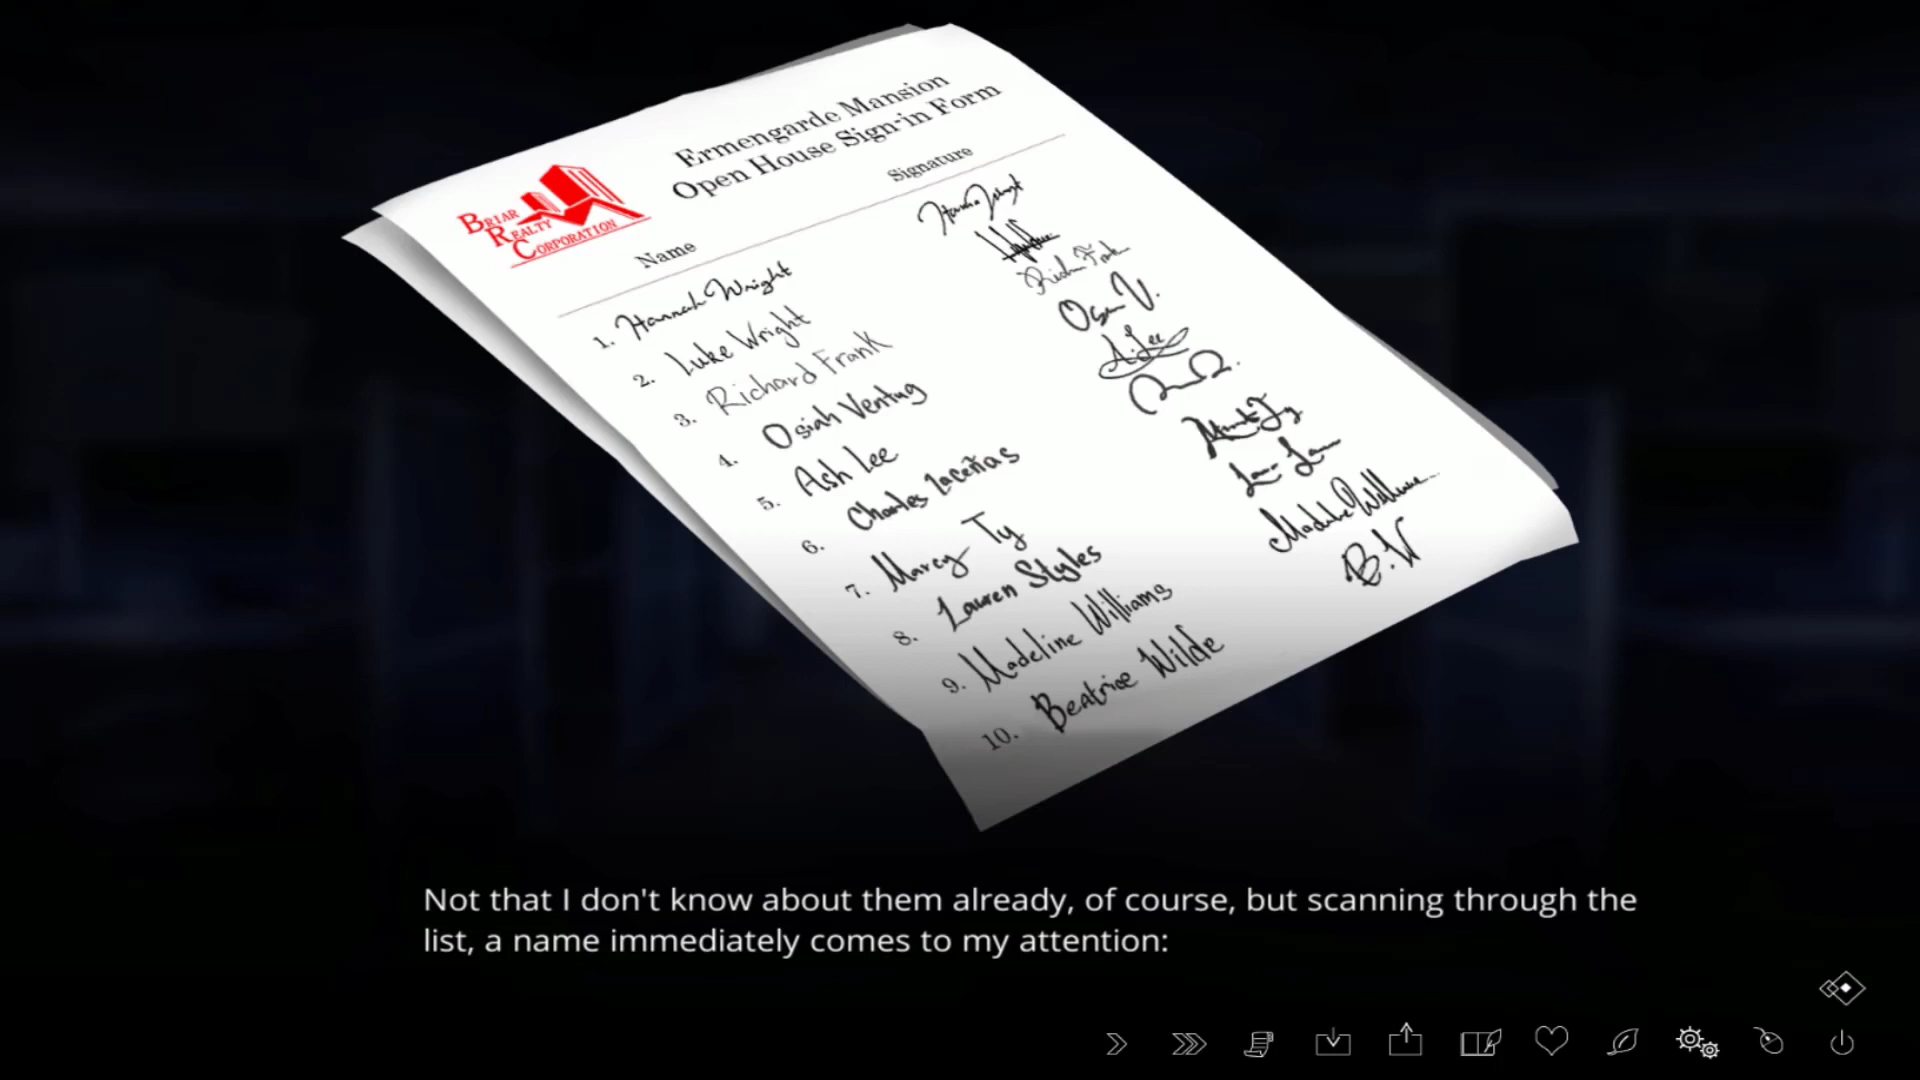 Ermengarde Mansion
Open House Sign-in Form
BRIAR
REALTY
CORPORATION
Name Signature
1. Hannah Wright
2. Luke Wright
3. Richard Frank
4. Osiah Ventug Osiah V.
5. Ash Lee A. Lee
6. Charles Laceñas
7. Marcy Ty
8. Lauren Styles
9. Madeline Williams
10. Beatrice Wilde B.W
Not that I don't know about them already, of course, but scanning through the
list, a name immediately comes to my attention: